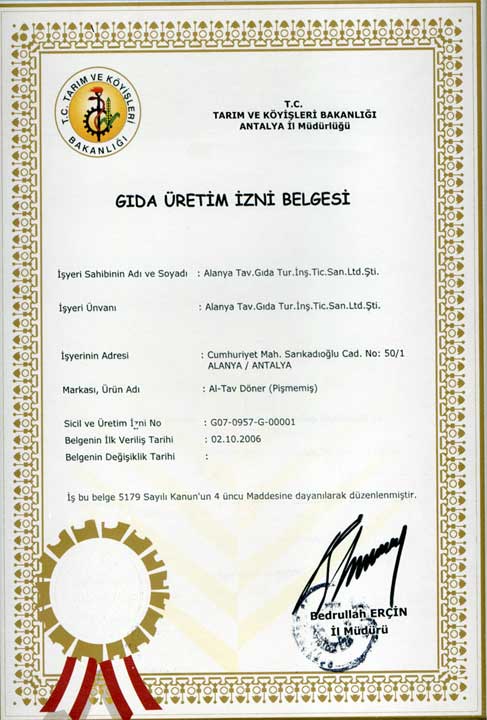 T.C. TARIM VE KÖYİŞLERİ
BAKANLIĞI
T.C.
TARIM VE KÖYİŞLERİ BAKANLIĞI
ANTALYA İl Müdürlüğü
GIDA ÜRETİM İZNİ BELGESİ
İşyeri Sahibinin Adı ve Soyadı : Alanya Tav.Gıda Tur.İnş.Tic.San.Ltd.Şti.
İşyeri Ünvanı : Alanya Tav.Gıda Tur.İnş.Tic.San.Ltd.Şti.
İşyerinin Adresi : Cumhuriyet Mah. Sarıkadıoğlu Cad. No: 50/1
ALANYA / ANTALYA
Markası, Ürün Adı : Al-Tav Döner (Pişmemiş)
Sicil ve Üretim İzni No : G07-0957-G-00001
Belgenin İlk Veriliş Tarihi : 02.10.2006
Belgenin Değişiklik Tarihi :
İş bu belge 5179 Sayılı Kanun'un 4 üncu Maddesine dayanılarak düzenlenmiştir.
Bedrullah ERÇİN
İl Müdürü